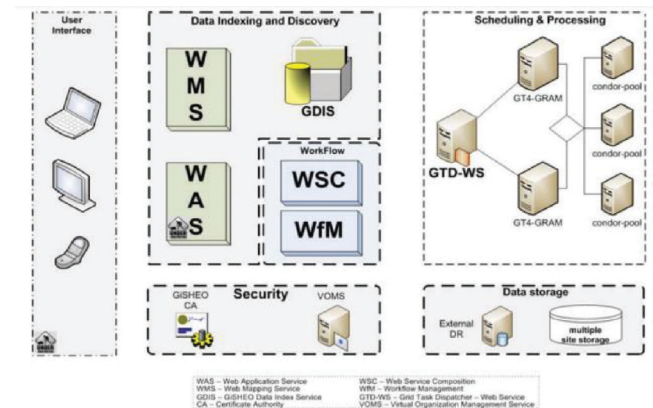 User
Interface
Data Indexing and Discovery
W
M
S
GDIS
W
A
S
WorkFlow
WSC
WfM
Scheduling & Processing
GTD-WS
GT4-GRAM
GT4-GRAM
condor-pool
condor-pool
condor-pool
Security
GiSHEO
CA
VOMS
Data storage
External
DR
multiple
site storage
WAS – Web Application Service
WMS – Web Mapping Service
GDIS – GiSHEO Data Index Service
CA – Certificate Authority
WSC – Web Service Composition
WfM – Workflow Management
GTD-WS – Grid Task Dispatcher – Web Service
VOMS – Virtual Organization Management Service